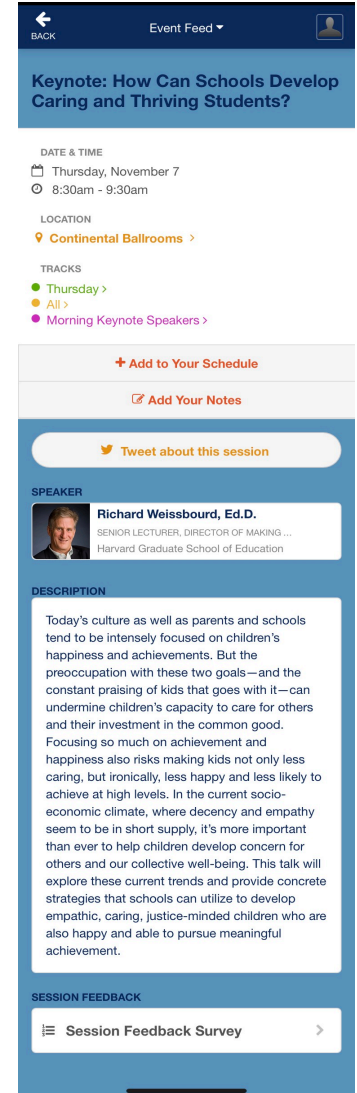 BACK
Event Feed
Keynote: How Can Schools Develop
Caring and Thriving Students?
DATE & TIME
Thursday, November 7
8:30am - 9:30am
LOCATION
Continental Ballrooms
TRACKS
Thursday
All
Morning Keynote Speakers
Add to Your Schedule
Add Your Notes
Tweet about this session
SPEAKER
Richard Weissbourd, Ed.D.
SENIOR LECTURER, DIRECTOR OF MAKING ...
Harvard Graduate School of Education
DESCRIPTION
Today's culture as well as parents and schools
tend to be intensely focused on children's
happiness and achievements. But the
preoccupation with these two goals—and the
constant praising of kids that goes with it—can
undermine children's capacity to care for others
and their investment in the common good.
Focusing so much on achievement and
happiness also risks making kids not only less
caring, but ironically, less happy and less likely to
achieve at high levels. In the current socio-
economic climate, where decency and empathy
seem to be in short supply, it's more important
than ever to help children develop concern for
others and our collective well-being. This talk will
explore these current trends and provide concrete
strategies that schools can utilize to develop
empathic, caring, justice-minded children who are
also happy and able to pursue meaningful
achievement.
SESSION FEEDBACK
Session Feedback Survey